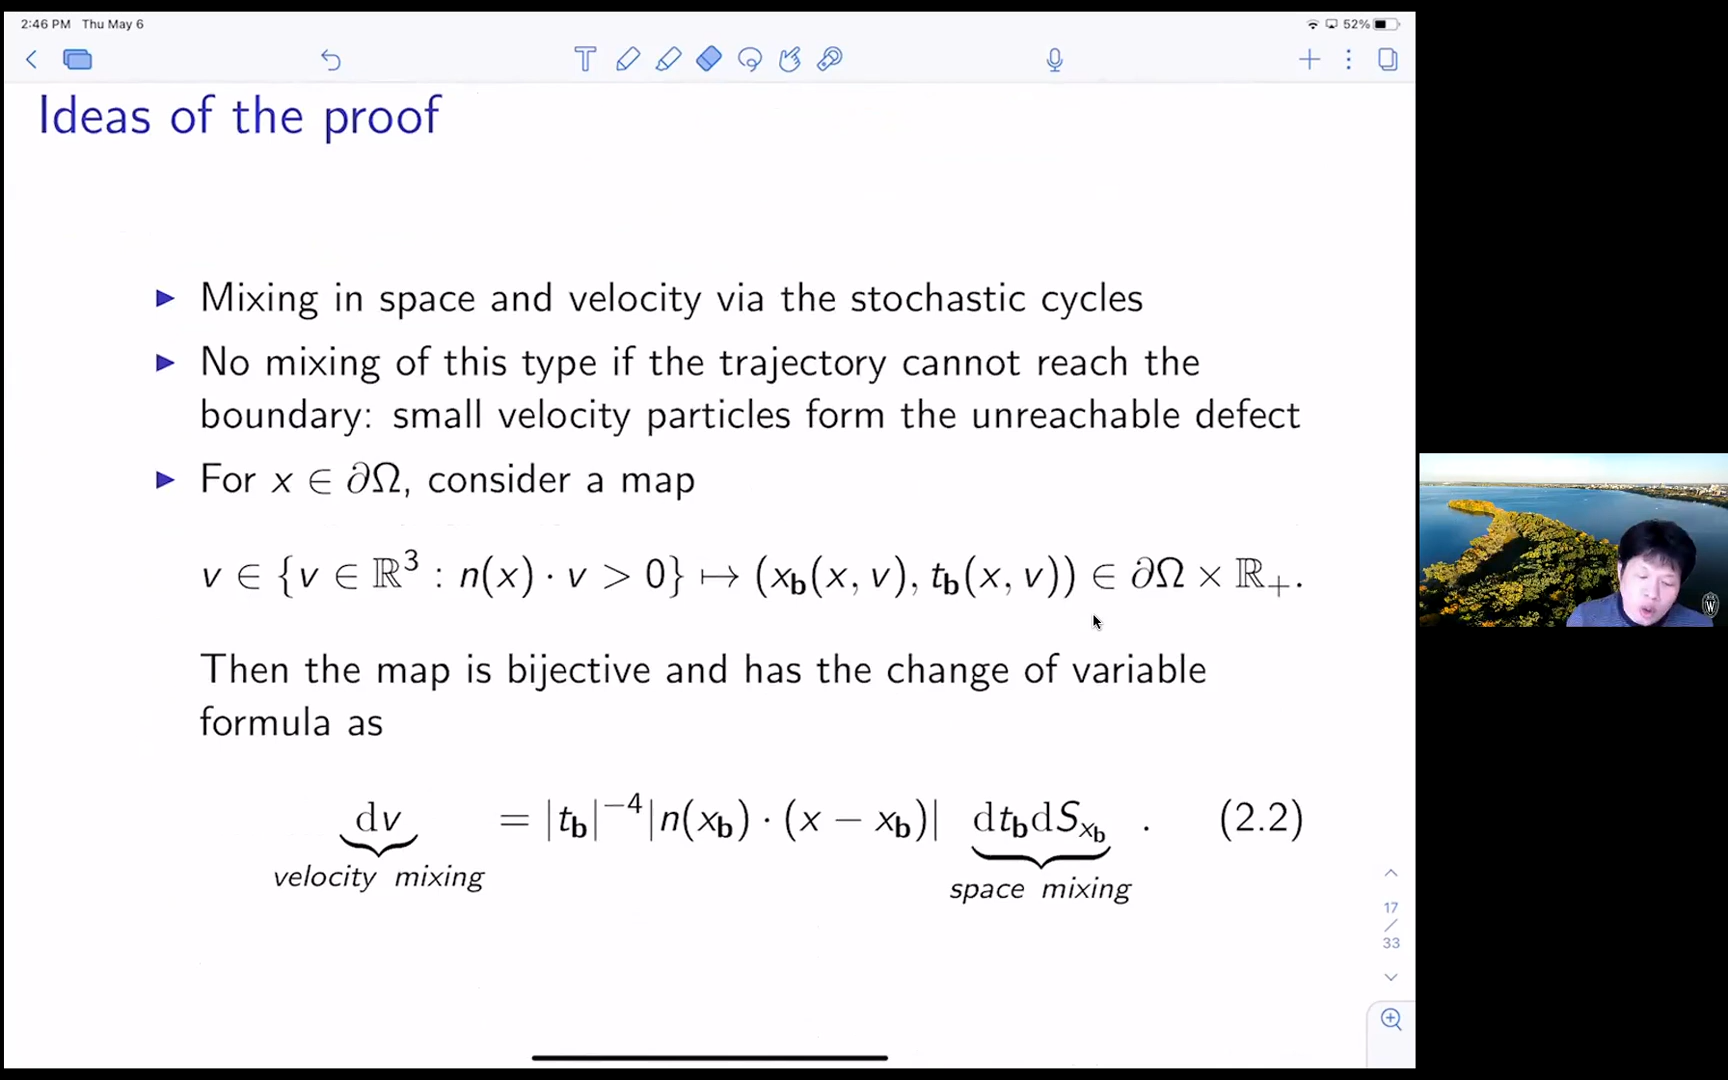 2:46 PM Thu May 6
52%
Ideas of the proof
▶ Mixing in space and velocity via the stochastic cycles
▶ No mixing of this type if the trajectory cannot reach the
boundary: small velocity particles form the unreachable defect
▶ For x ∈ ∂Ω, consider a map
v ∈ {v ∈ ℝ³ : n(x) · v > 0} ↦ (x_b(x, v), t_b(x, v)) ∈ ∂Ω × ℝ₊.
Then the map is bijective and has the change of variable
formula as
dv = |t_b|⁻⁴|n(x_b) · (x − x_b)| dt_b dS_{x_b} . (2.2)
velocity mixing space mixing
17
/
33
W